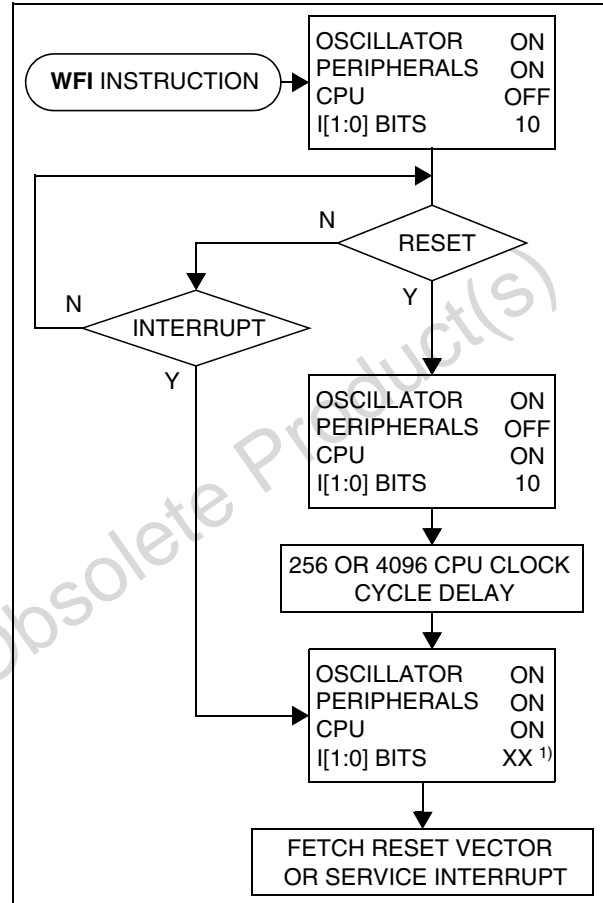 WFI INSTRUCTION
OSCILLATOR ON
PERIPHERALS ON
CPU OFF
I[1:0] BITS 10
RESET
N
Y
INTERRUPT
N
Y
OSCILLATOR ON
PERIPHERALS OFF
CPU ON
I[1:0] BITS 10
256 OR 4096 CPU CLOCK
CYCLE DELAY
OSCILLATOR ON
PERIPHERALS ON
CPU ON
I[1:0] BITS XX 1)
FETCH RESET VECTOR
OR SERVICE INTERRUPT
Obsolete Product(s)